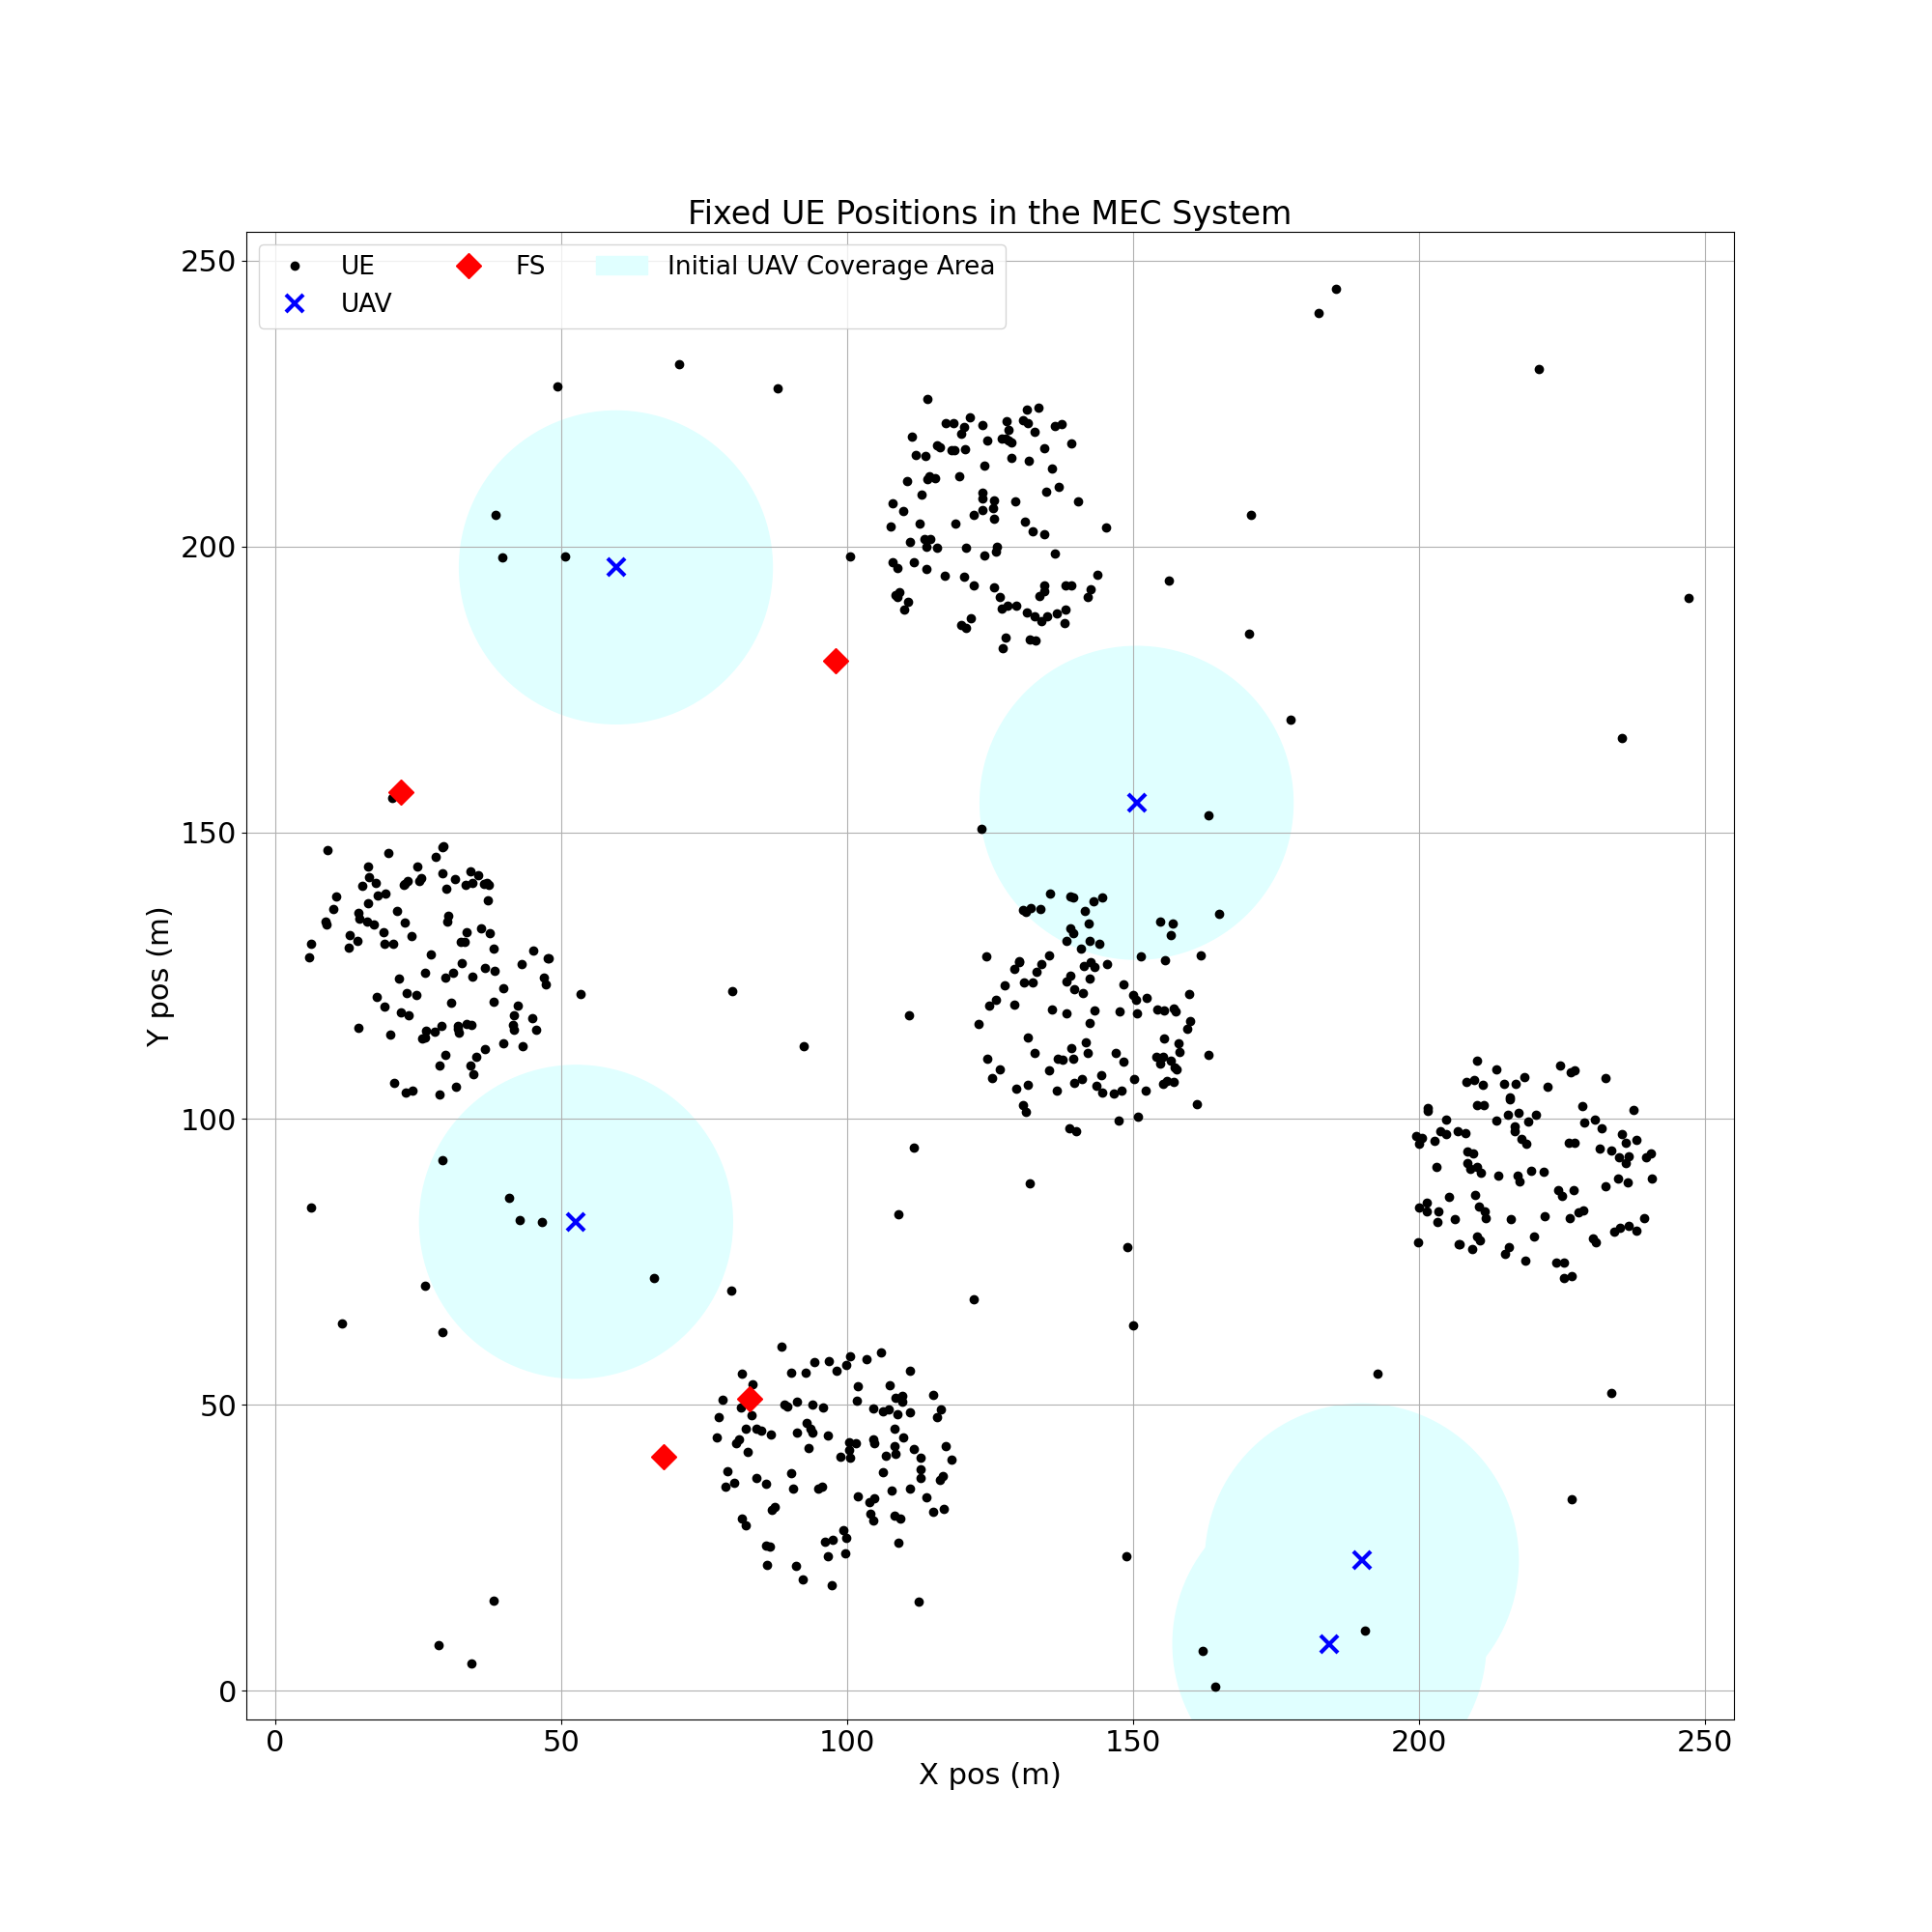 Fixed UE Positions in the MEC System
UE
UAV
FS
Initial UAV Coverage Area
250
200
150
100
50
0
Y pos (m)
0 50 100 150 200 250
X pos (m)